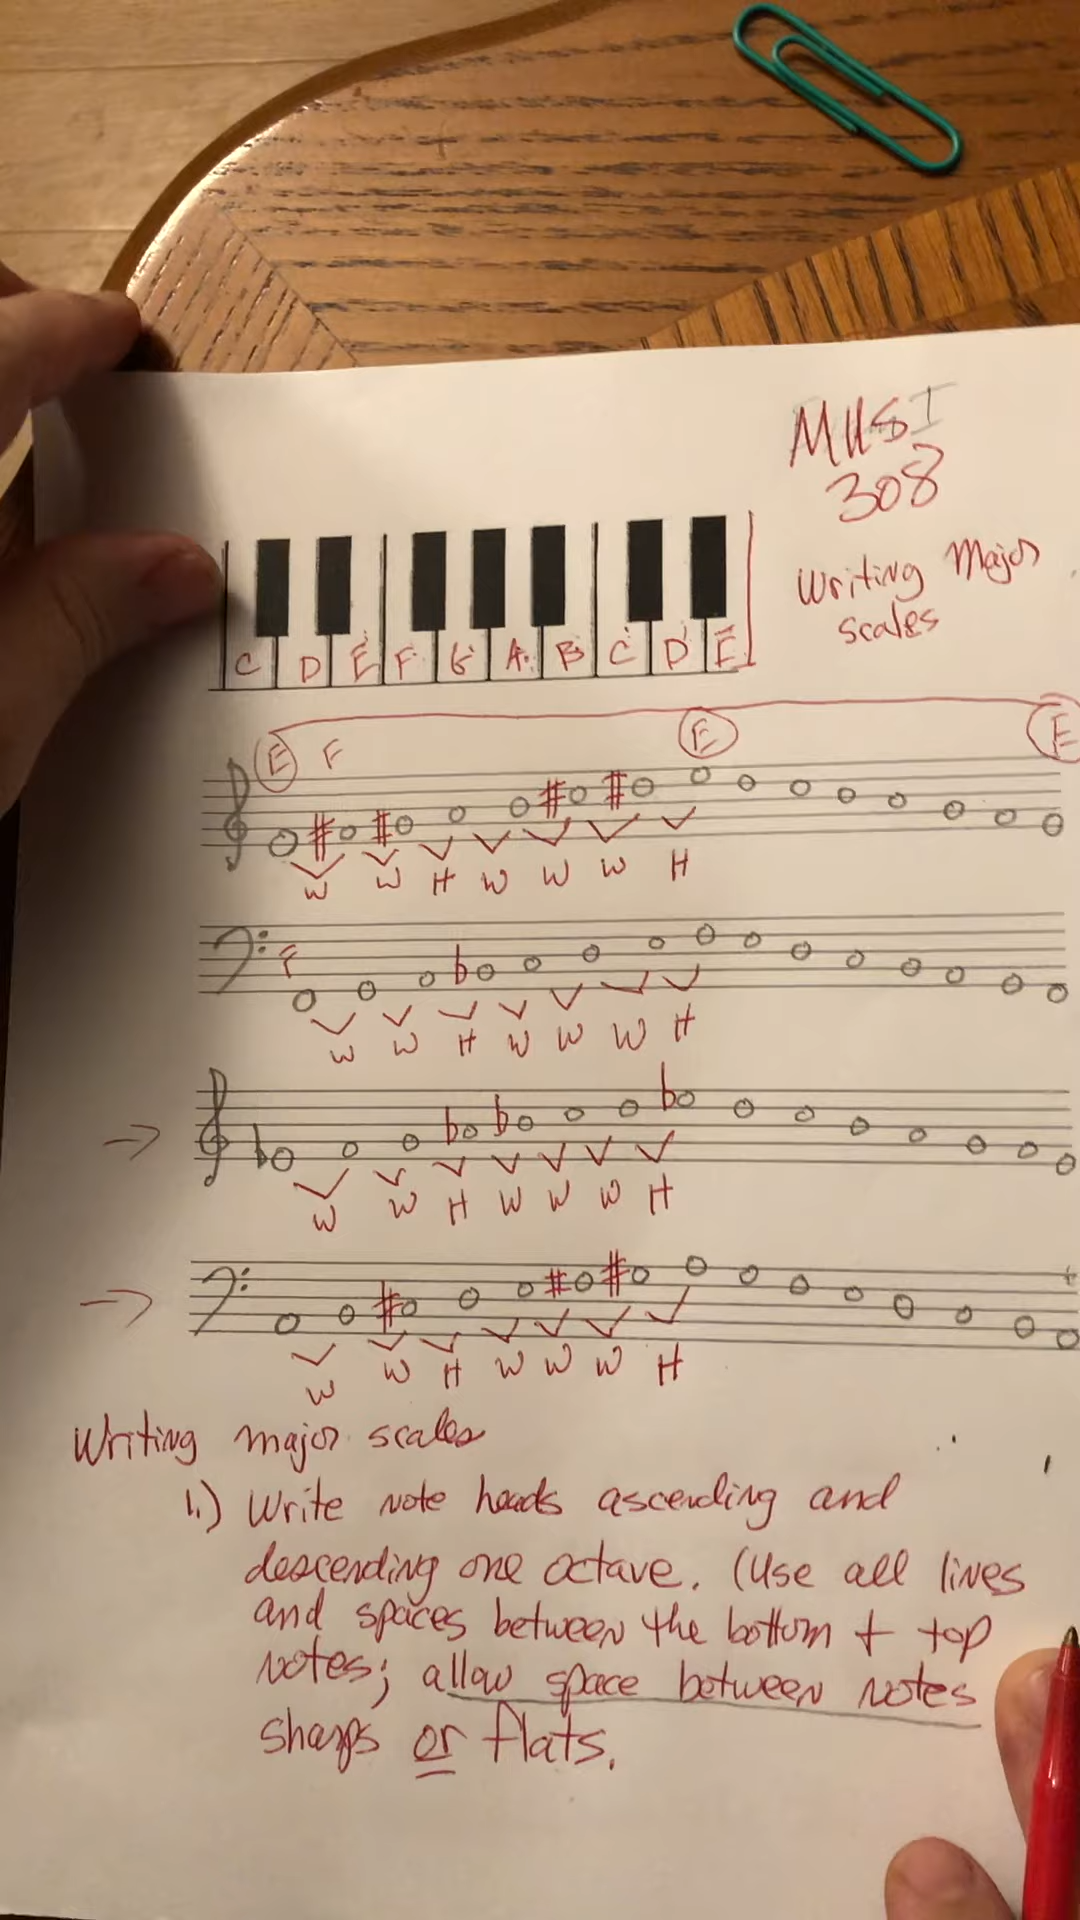 MUSI
308
Writing Major
scales
C D E F G A B C D E
E F E E
W W H W W W H
F
W W H W W W H
W W H W W W H
W W H W W W H
Writing major scales
1.) Write note heads ascending and
descending one octave. (Use all lines
and spaces between the bottom + top
notes; allow space between notes
sharps or flats.